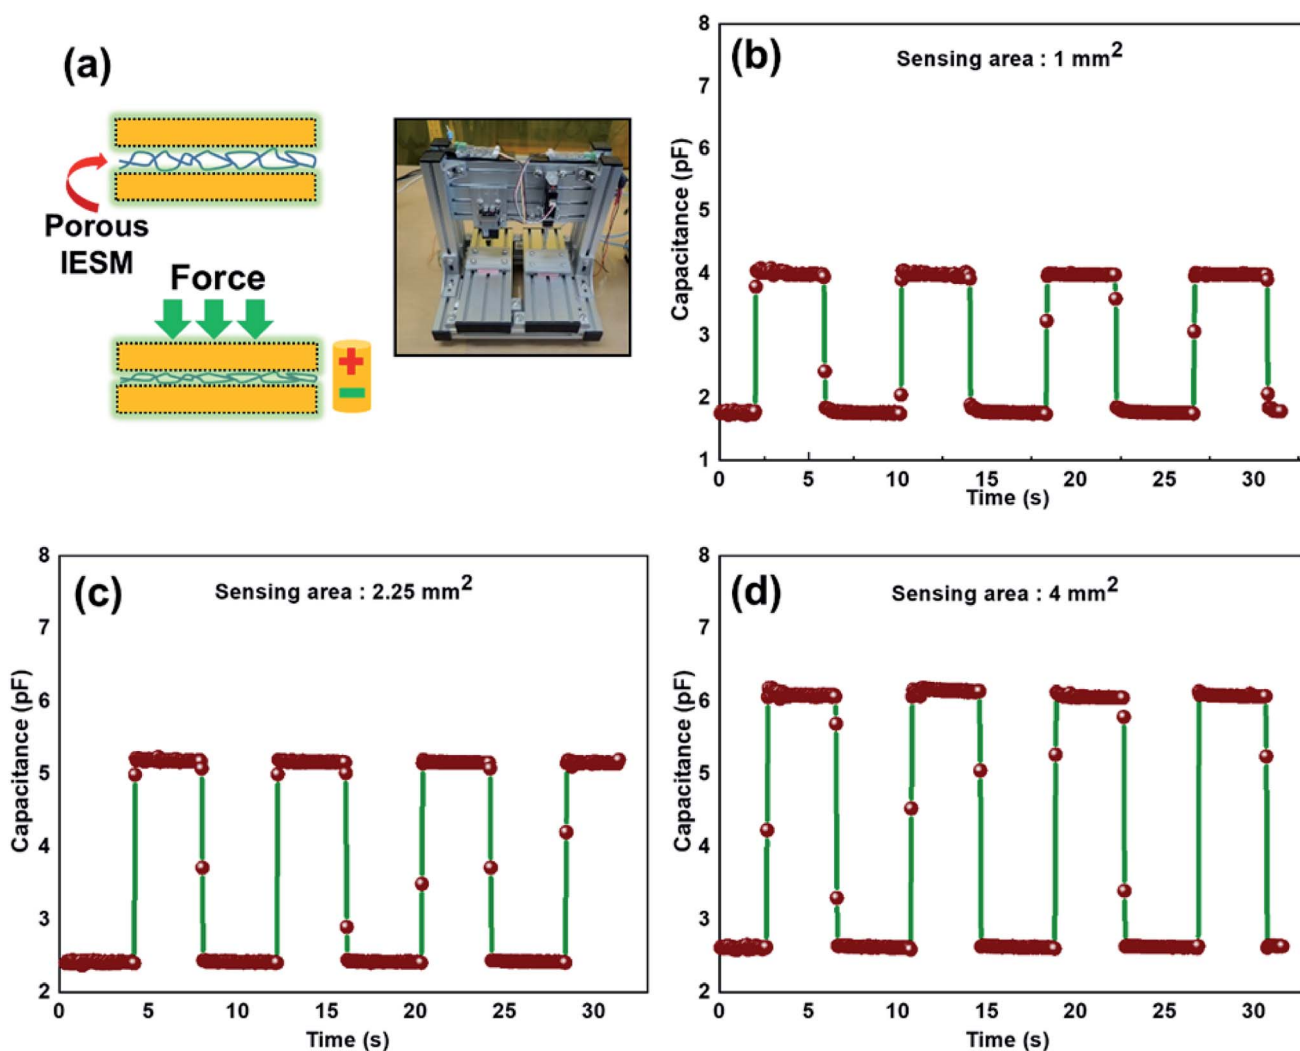 (a)
Porous
IESM
Force
+
−
(b)
Sensing area : 1 mm²
Capacitance (pF)
8
7
6
5
4
3
2
1
0 5 10 15 20 25 30
Time (s)
(c)
Sensing area : 2.25 mm²
Capacitance (pF)
8
7
6
5
4
3
2
0 5 10 15 20 25 30
Time (s)
(d)
Sensing area : 4 mm²
Capacitance (pF)
8
7
6
5
4
3
2
0 5 10 15 20 25 30
Time (s)